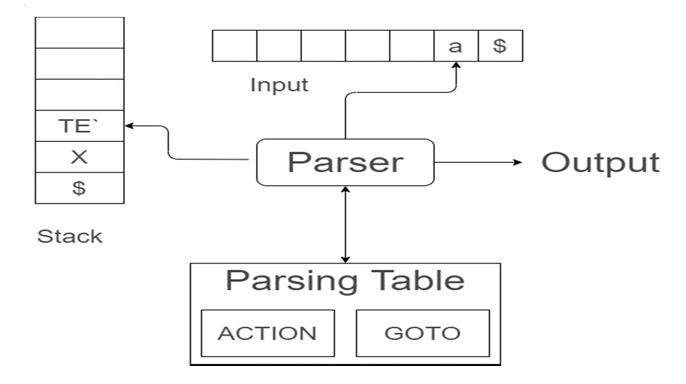 a $
Input
TE`
X
$
Stack
Parser
Output
Parsing Table
ACTION GOTO